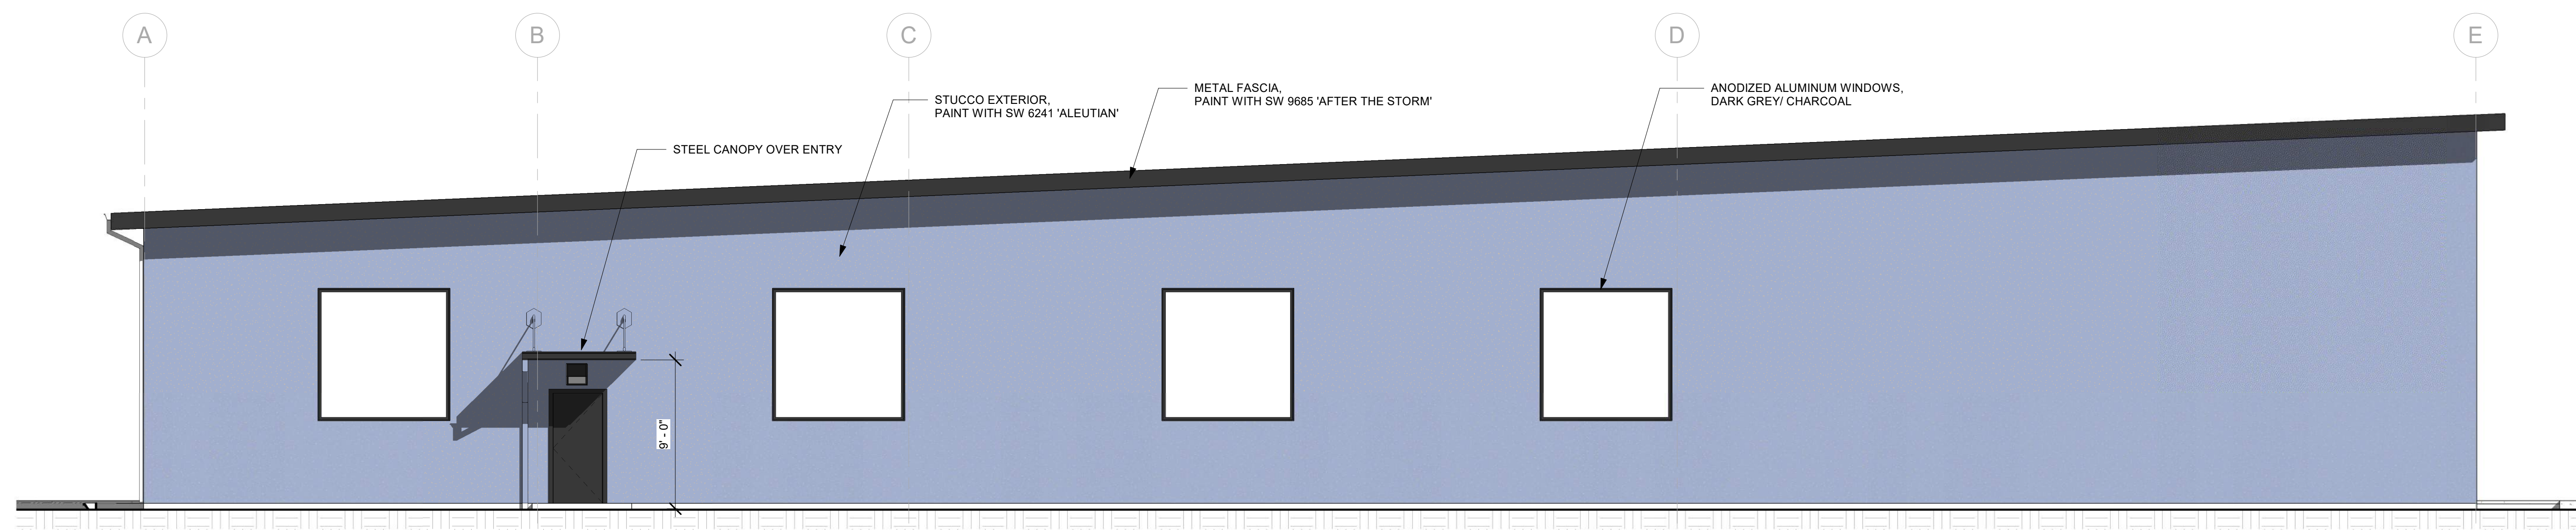 A
B
C
D
E
METAL FASCIA,
PAINT WITH SW 9685 'AFTER THE STORM'
ANODIZED ALUMINUM WINDOWS,
DARK GREY/ CHARCOAL
STUCCO EXTERIOR,
PAINT WITH SW 6241 'ALEUTIAN'
STEEL CANOPY OVER ENTRY
9' - 0"